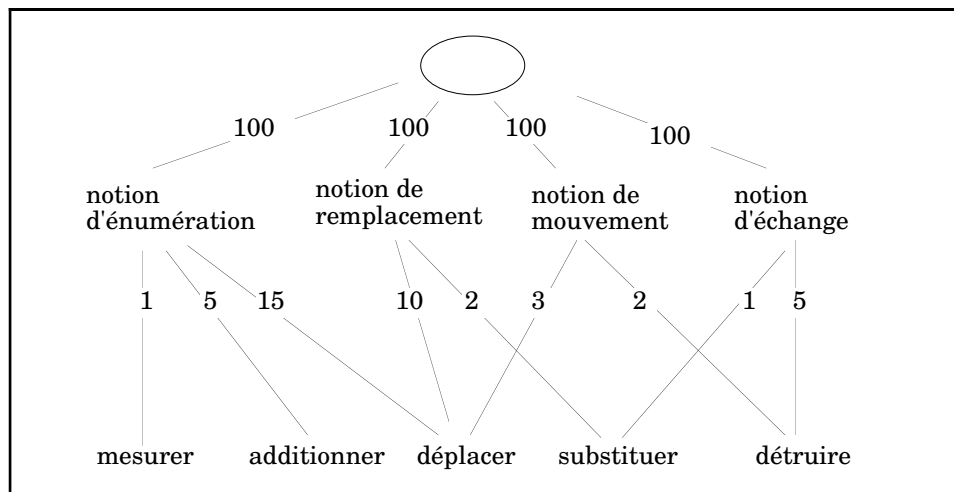 100 100 100 100
notion
d'énumération
notion de
remplacement
notion de
mouvement
notion
d'échange
1 5 15 10 2 3 2 1 5
mesurer additionner déplacer substituer détruire